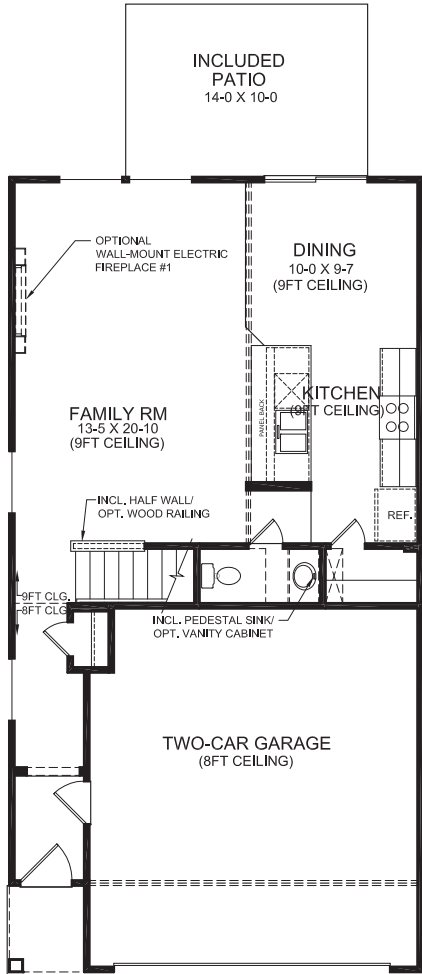 INCLUDED
PATIO
14-0 X 10-0
OPTIONAL
WALL-MOUNT ELECTRIC
FIREPLACE #1
DINING
10-0 X 9-7
(9FT CEILING)
KITCHEN
(9FT CEILING)
PANEL BACK
FAMILY RM
13-5 X 20-10
(9FT CEILING)
REF.
INCL. HALF WALL/
OPT. WOOD RAILING
9FT CLG.
8FT CLG.
INCL. PEDESTAL SINK/
OPT. VANITY CABINET
TWO-CAR GARAGE
(8FT CEILING)